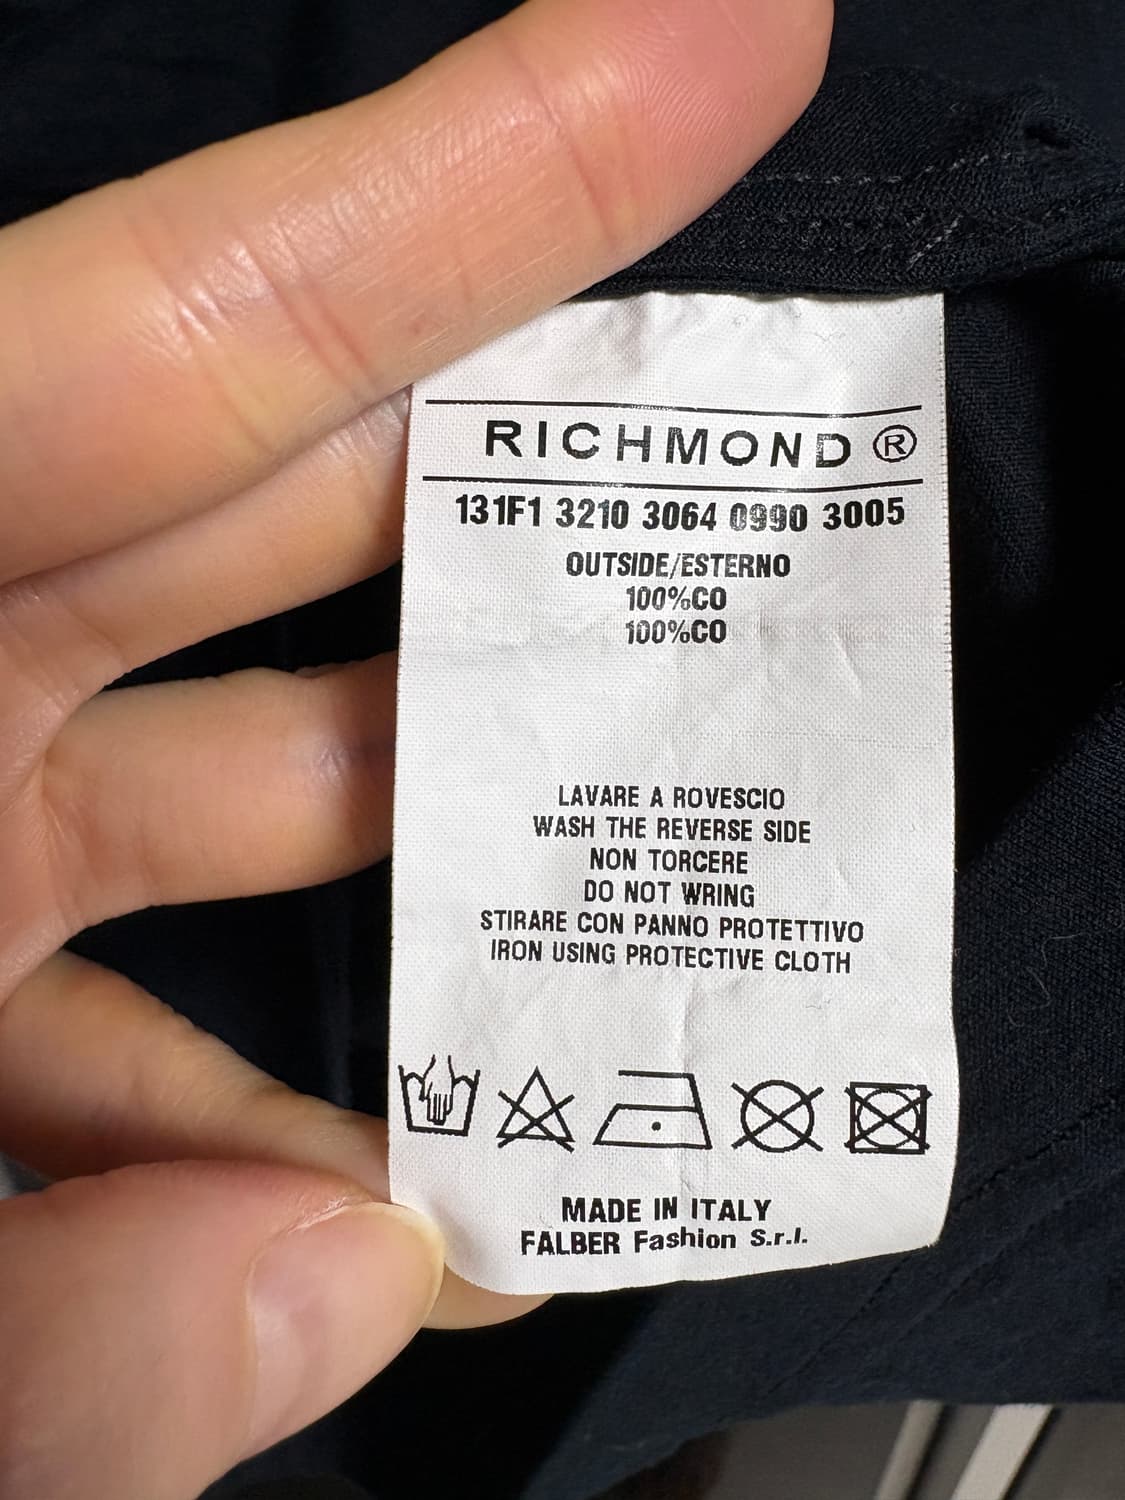 RICHMOND ®
131F1 3210 3064 0990 3005
OUTSIDE/ESTERNO
100%CO
100%CO
LAVARE A ROVESCIO
WASH THE REVERSE SIDE
NON TORCERE
DO NOT WRING
STIRARE CON PANNO PROTETTIVO
IRON USING PROTECTIVE CLOTH
MADE IN ITALY
FALBER Fashion S.r.l.